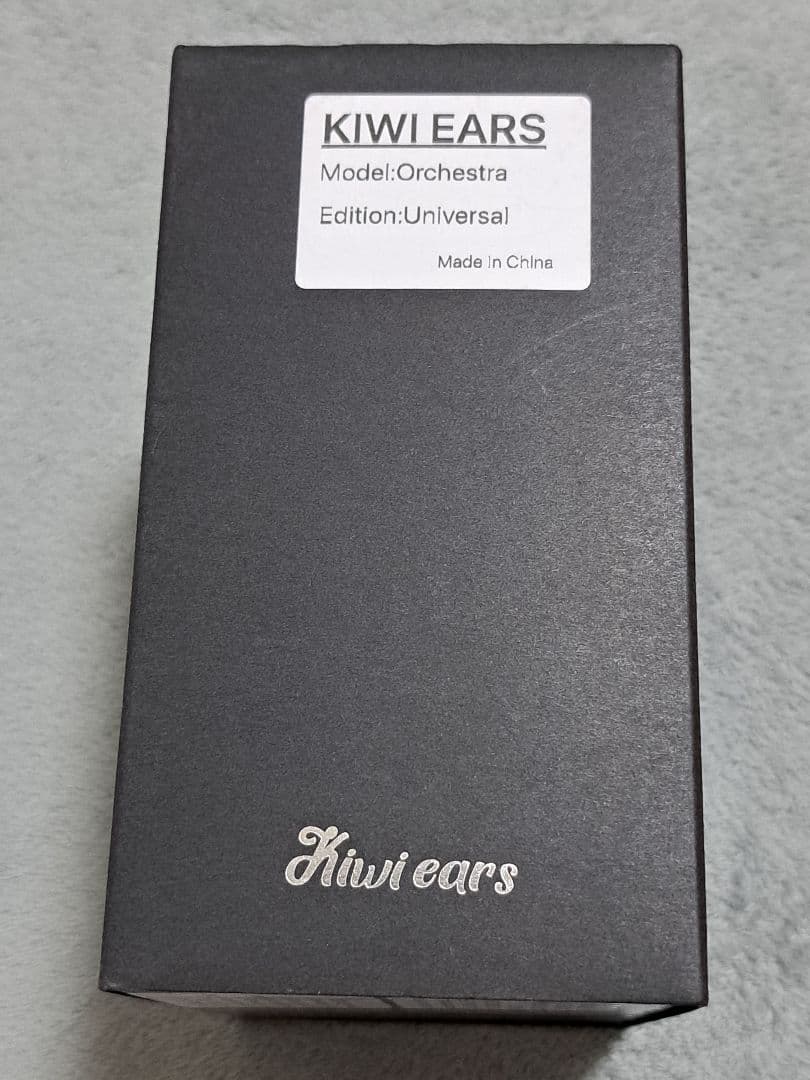 KIWI EARS
Model:Orchestra
Edition:Universal
Made in China
Kiwi ears